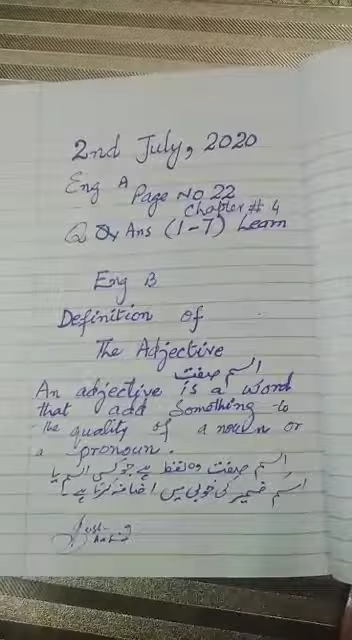 2nd July, 2020
Eng A Page No 22
Chapter # 4
Q Ans (1-7) Learn
Eng B
Definition of
The Adjective
اسم صفت
An adjective is a word
that add Something to
the quality of a noun or
a pronoun.
اسم صفت وہ لفظ ہے جو کسی اسم یا
اسم ضمیر کی خوبی میں اضافہ کرتا ہے۔